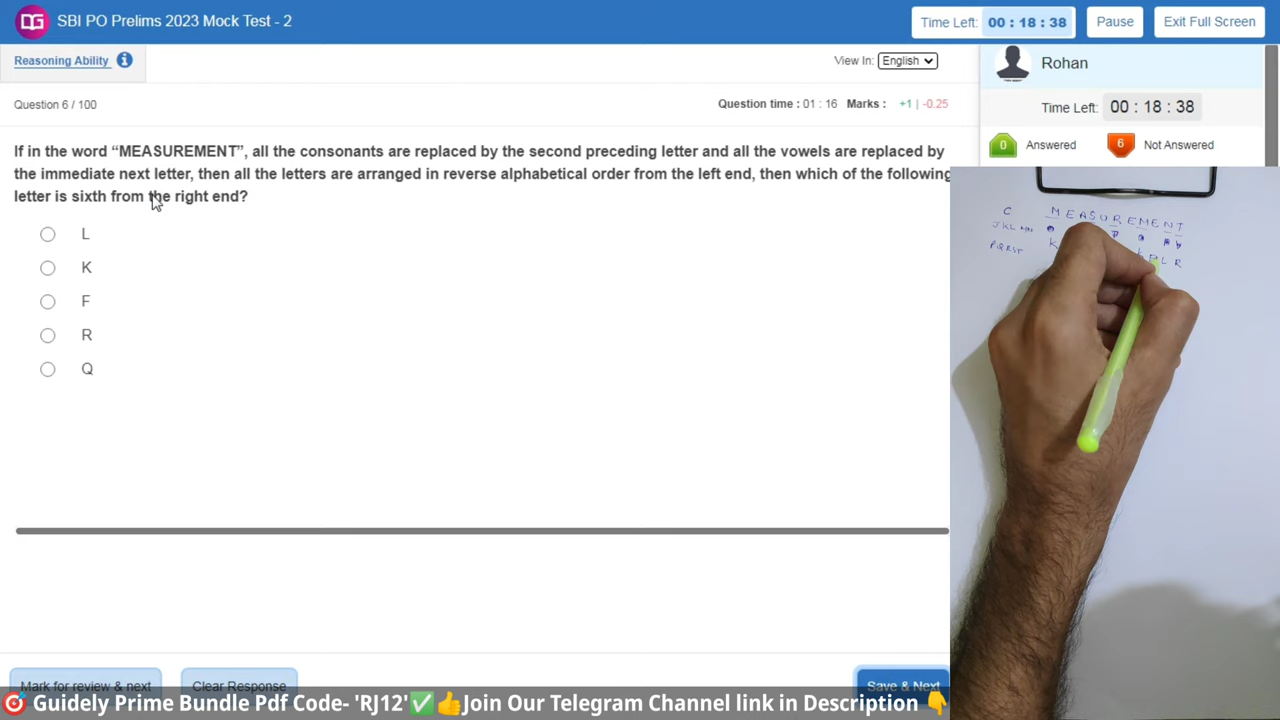 SBI PO Prelims 2023 Mock Test - 2
Time Left: 00 : 18 : 38
Pause
Exit Full Screen
Reasoning Ability
View In: English
Rohan
Question 6 / 100
Question time : 01 : 16 Marks : +1 | -0.25
Time Left: 00 : 18 : 38
0 Answered
6 Not Answered
If in the word “MEASUREMENT”, all the consonants are replaced by the second preceding letter and all the vowels are replaced by
the immediate next letter, then all the letters are arranged in reverse alphabetical order from the left end, then which of the following
letter is sixth from the right end?
L
K
F
R
Q
C MEASUREMENT
JKLMN
PQRST
K
L R
Mark for review & next
Clear Response
Save & Next
🎯 Guidely Prime Bundle Pdf Code- 'RJ12'✅👍Join Our Telegram Channel link in Description 👇